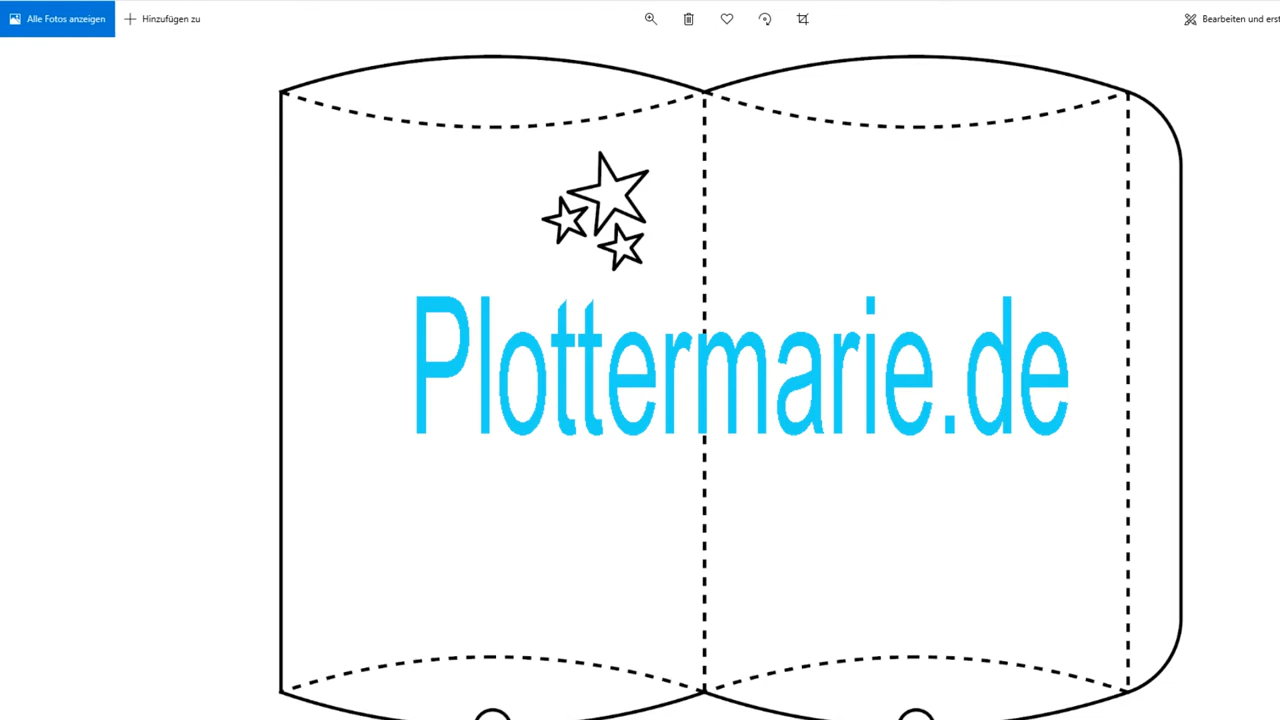 Alle Fotos anzeigen
Hinzufügen zu
Bearbeiten und erst
Plottermarie.de